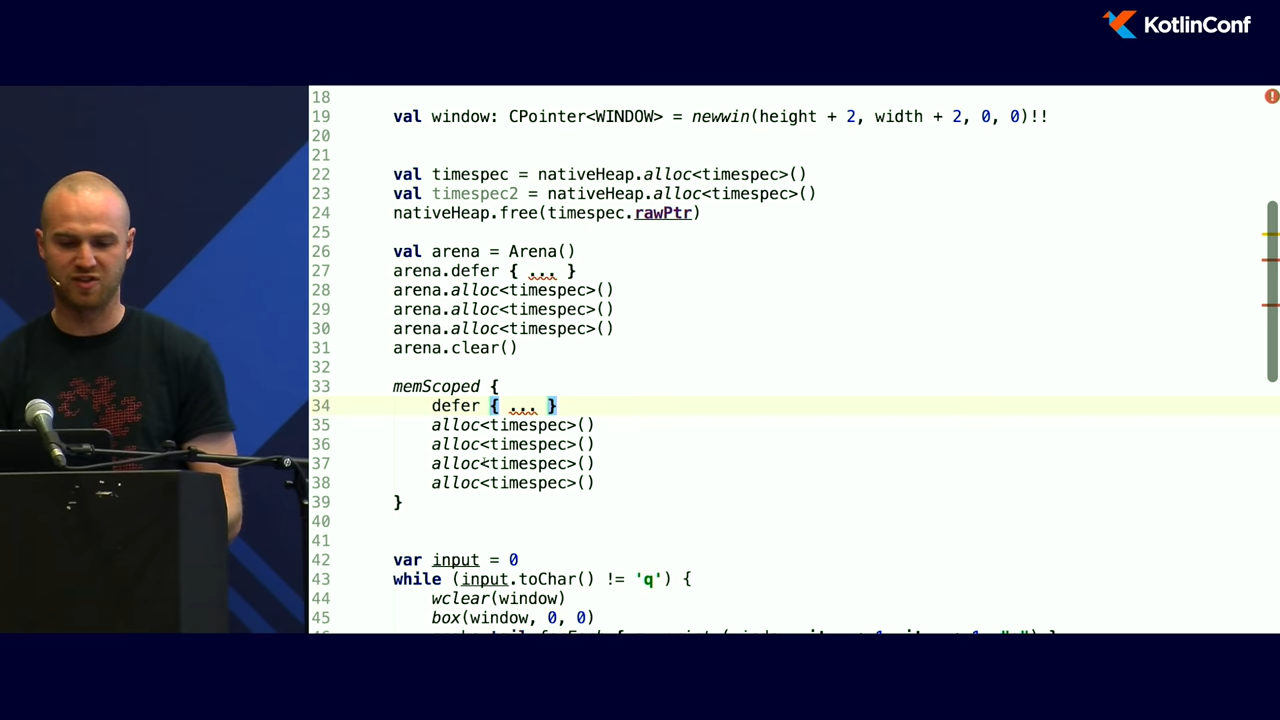 KotlinConf
18
19 val window: CPointer<WINDOW> = newwin(height + 2, width + 2, 0, 0)!!
20
21
22 val timespec = nativeHeap.alloc<timespec>()
23 val timespec2 = nativeHeap.alloc<timespec>()
24 nativeHeap.free(timespec.rawPtr)
25
26 val arena = Arena()
27 arena.defer { ... }
28 arena.alloc<timespec>()
29 arena.alloc<timespec>()
30 arena.alloc<timespec>()
31 arena.clear()
32
33 memScoped {
34 defer { ... }
35 alloc<timespec>()
36 alloc<timespec>()
37 alloc<timespec>()
38 alloc<timespec>()
39 }
40
41
42 var input = 0
43 while (input.toChar() != 'q') {
44 wclear(window)
45 box(window, 0, 0)